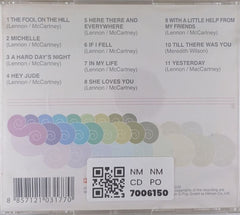 1 THE FOOL ON THE HILL
(Lennon / McCartney)
2 MICHELLE
(Lennon / McCartney)
3 A HARD DAY'S NIGHT
(Lennon / McCartney)
4 HEY JUDE
(Lennon / McCartney)
5 HERE THERE AND
EVERYWHERE
(Lennon / McCartney)
6 IF I FELL
(Lennon / McCartney)
7 IN MY LIFE
(Lennon / McCartney)
8 SHE LOVES YOU
(Lennon / McCartney)
9 WITH A LITTLE HELP FROM
MY FRIENDS
(Lennon / McCartney)
10 TILL THERE WAS YOU
(Meredith Wilson)
11 YESTERDAY
(Lennon / McCartney)
8 857121 031770
NM NM
CD PO
7006150